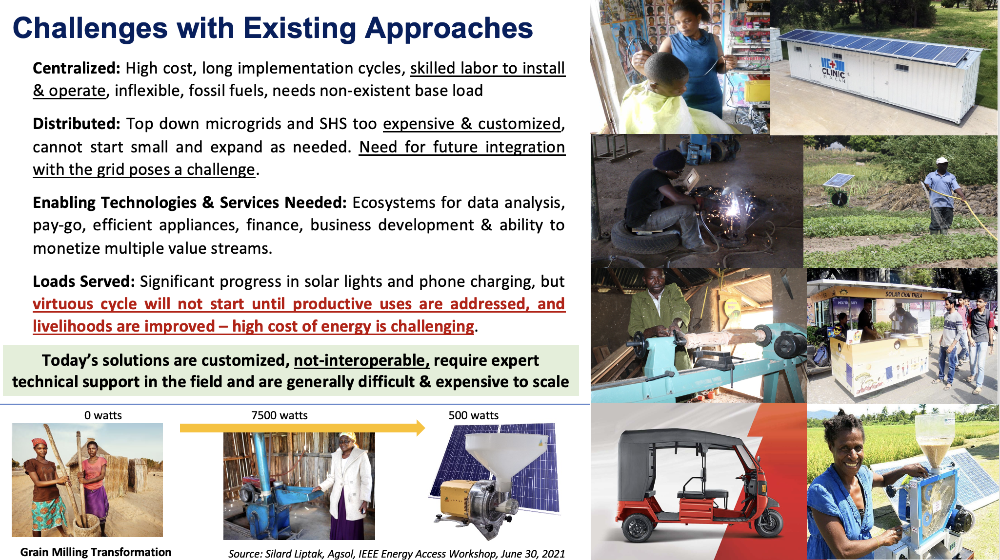 Challenges with Existing Approaches
Centralized: High cost, long implementation cycles, skilled labor to install
& operate, inflexible, fossil fuels, needs non-existent base load
Distributed: Top down microgrids and SHS too expensive & customized,
cannot start small and expand as needed. Need for future integration
with the grid poses a challenge.
Enabling Technologies & Services Needed: Ecosystems for data analysis,
pay-go, efficient appliances, finance, business development & ability to
monetize multiple value streams.
Loads Served: Significant progress in solar lights and phone charging, but
virtuous cycle will not start until productive uses are addressed, and
livelihoods are improved – high cost of energy is challenging.
Today’s solutions are customized, not-interoperable, require expert
technical support in the field and are generally difficult & expensive to scale
0 watts
7500 watts
500 watts
Grain Milling Transformation
Source: Silard Liptak, Agsol, IEEE Energy Access Workshop, June 30, 2021
CLINIC
IN A CAN
SOLAR CHAI THELA